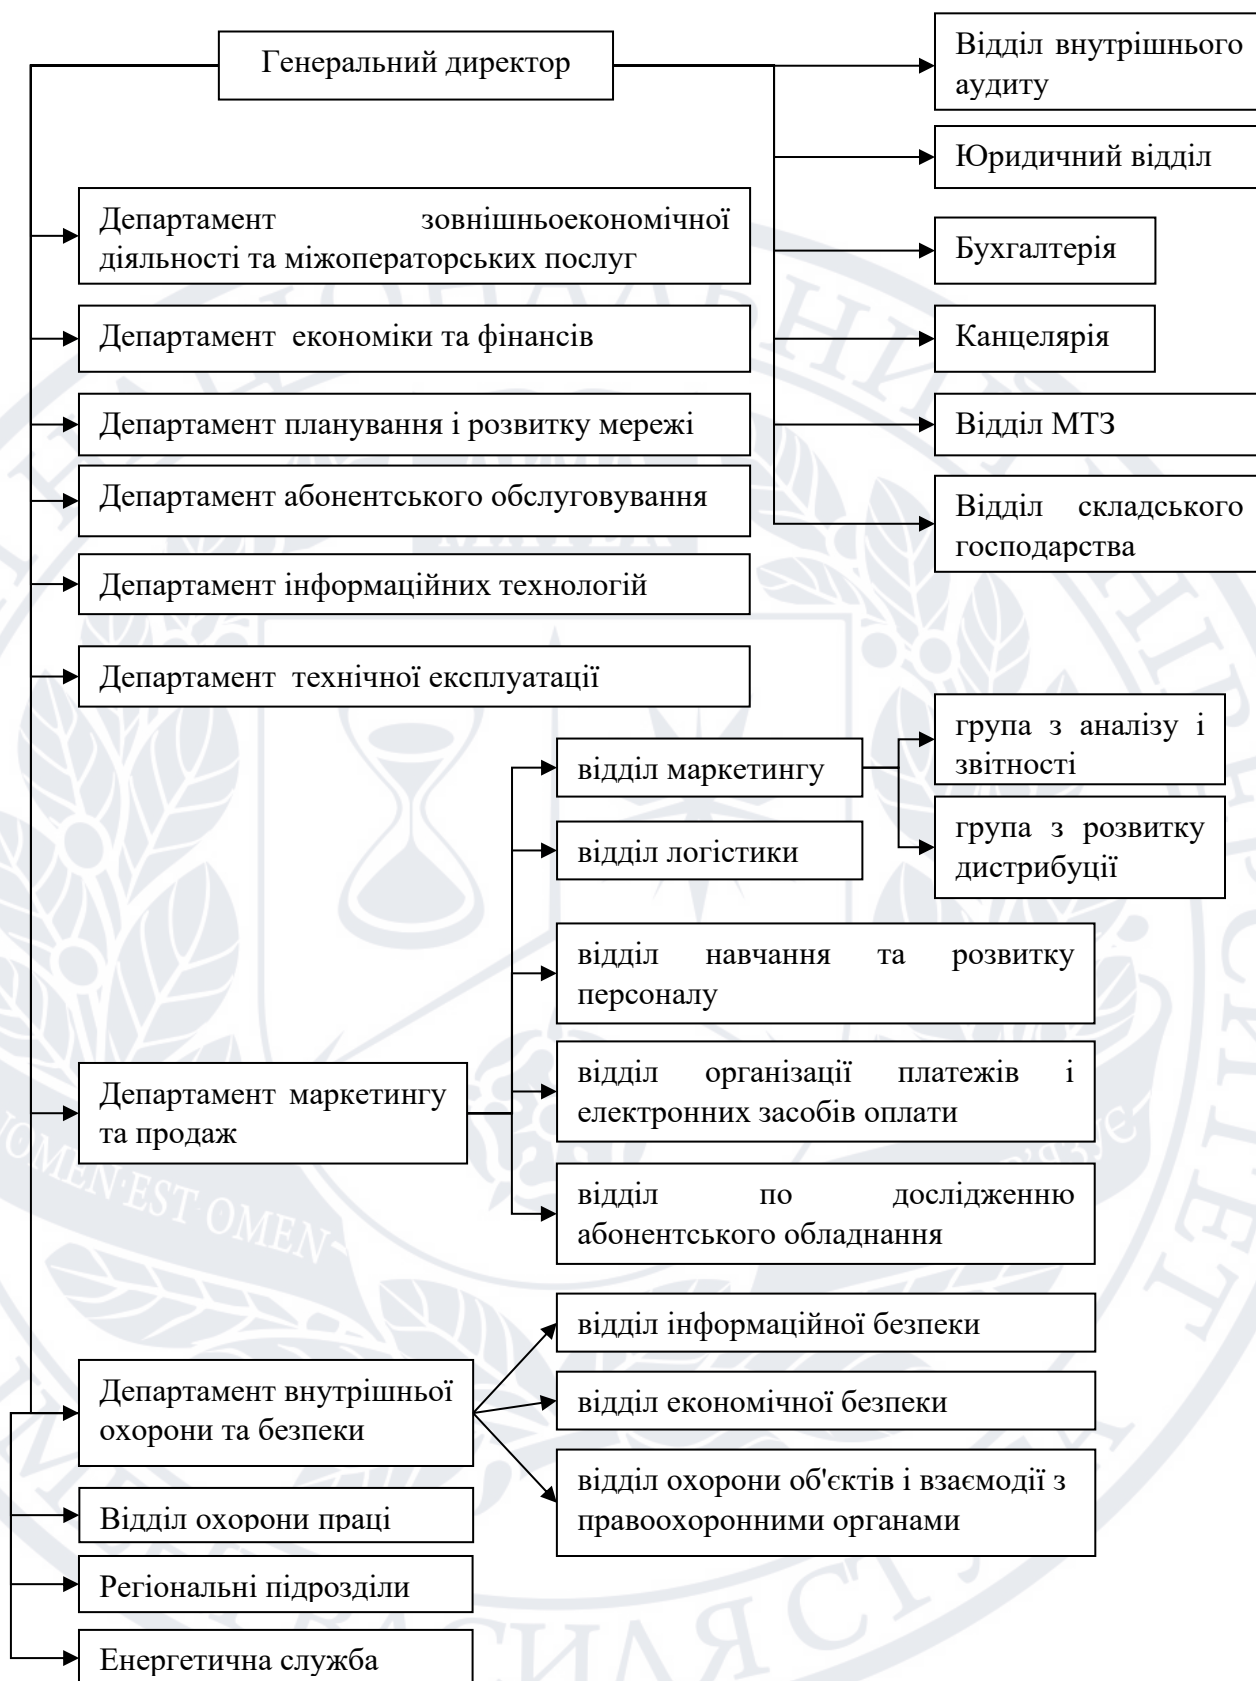 Генеральний директор
Відділ внутрішнього
аудиту
Юридичний відділ
Департамент зовнішньоекономічної
діяльності та міжоператорських послуг
Бухгалтерія
Департамент економіки та фінансів
Канцелярія
Департамент планування і розвитку мережі
Відділ МТЗ
Департамент абонентського обслуговування
Відділ складського
господарства
Департамент інформаційних технологій
Департамент технічної експлуатації
відділ маркетингу
група з аналізу і
звітності
відділ логістики
група з розвитку
дистрибуції
відділ навчання та розвитку
персоналу
Департамент маркетингу
та продаж
відділ організації платежів і
електронних засобів оплати
відділ по дослідженню
абонентського обладнання
відділ інформаційної безпеки
Департамент внутрішньої
охорони та безпеки
відділ економічної безпеки
відділ охорони об'єктів і взаємодії з
правоохоронними органами
Відділ охорони праці
Регіональні підрозділи
Енергетична служба